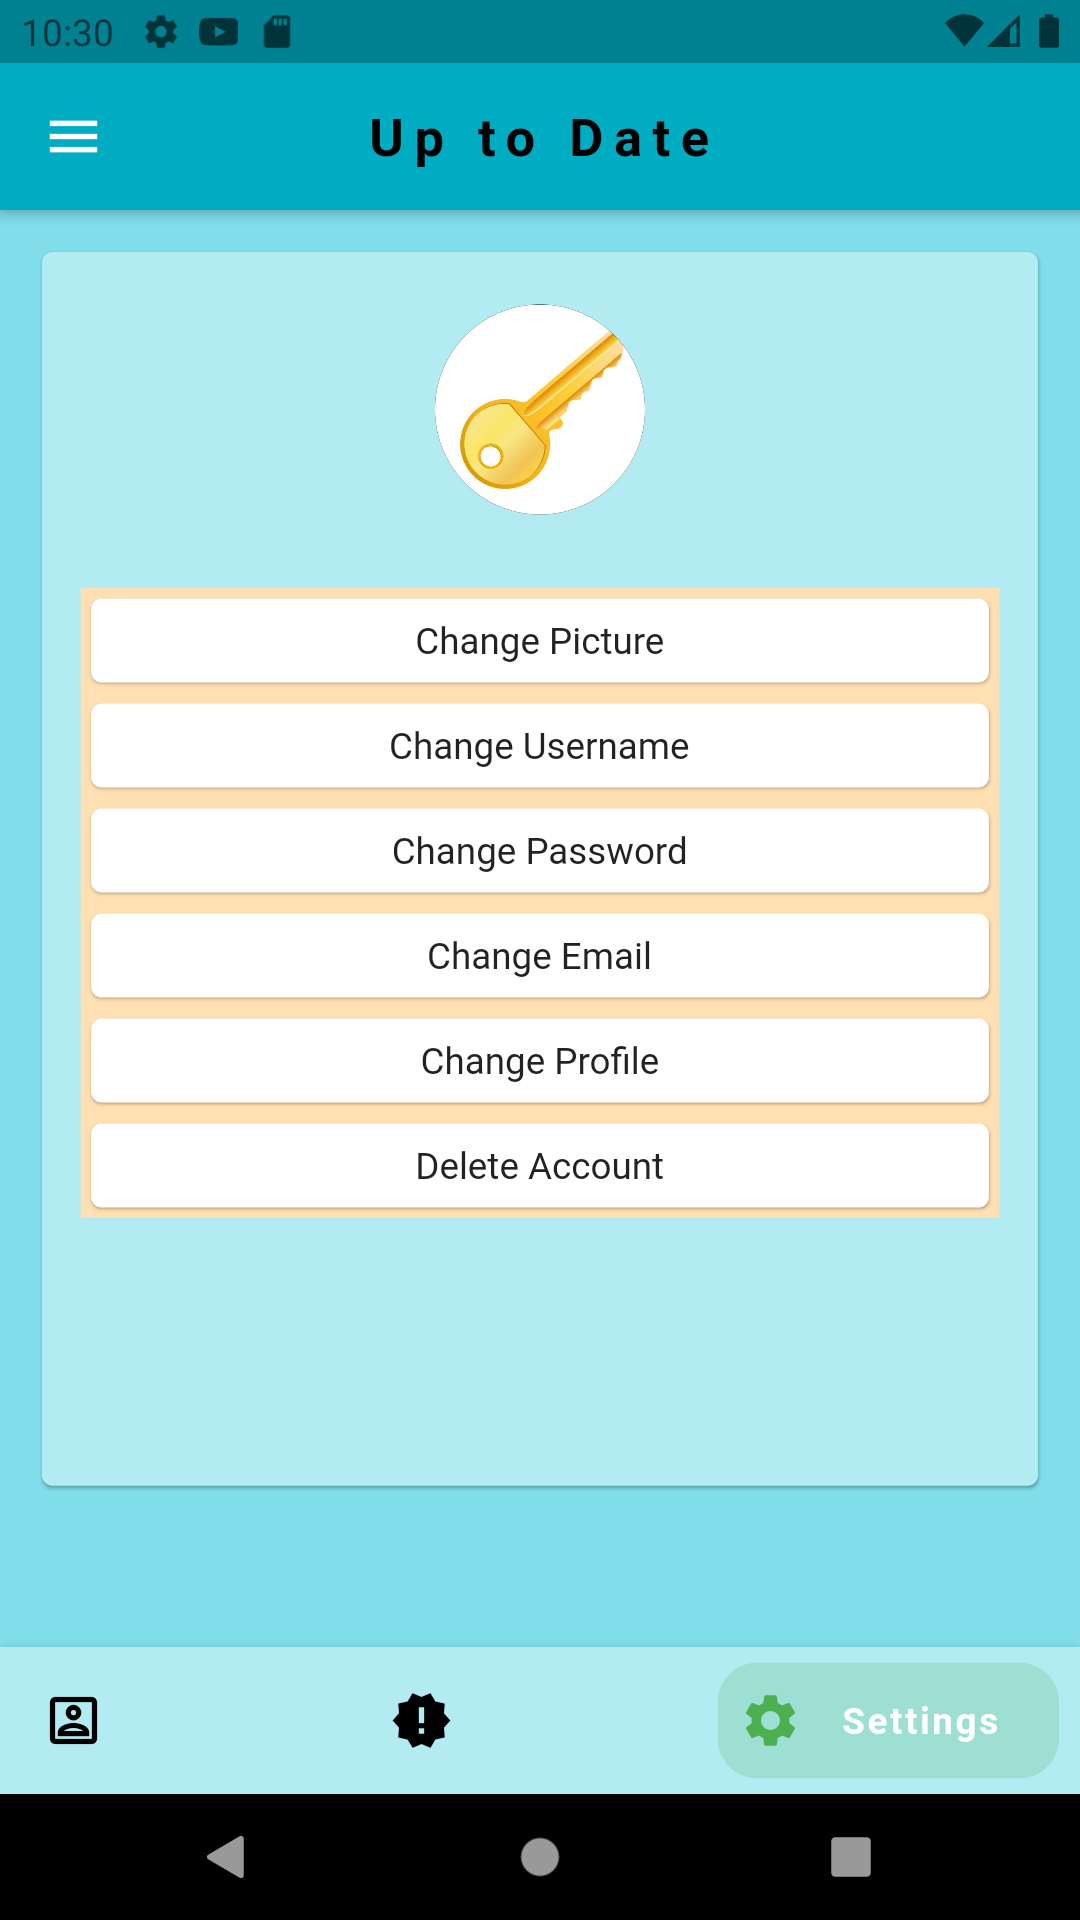 10:30
Up to Date
Change Picture
Change Username
Change Password
Change Email
Change Profile
Delete Account
Settings